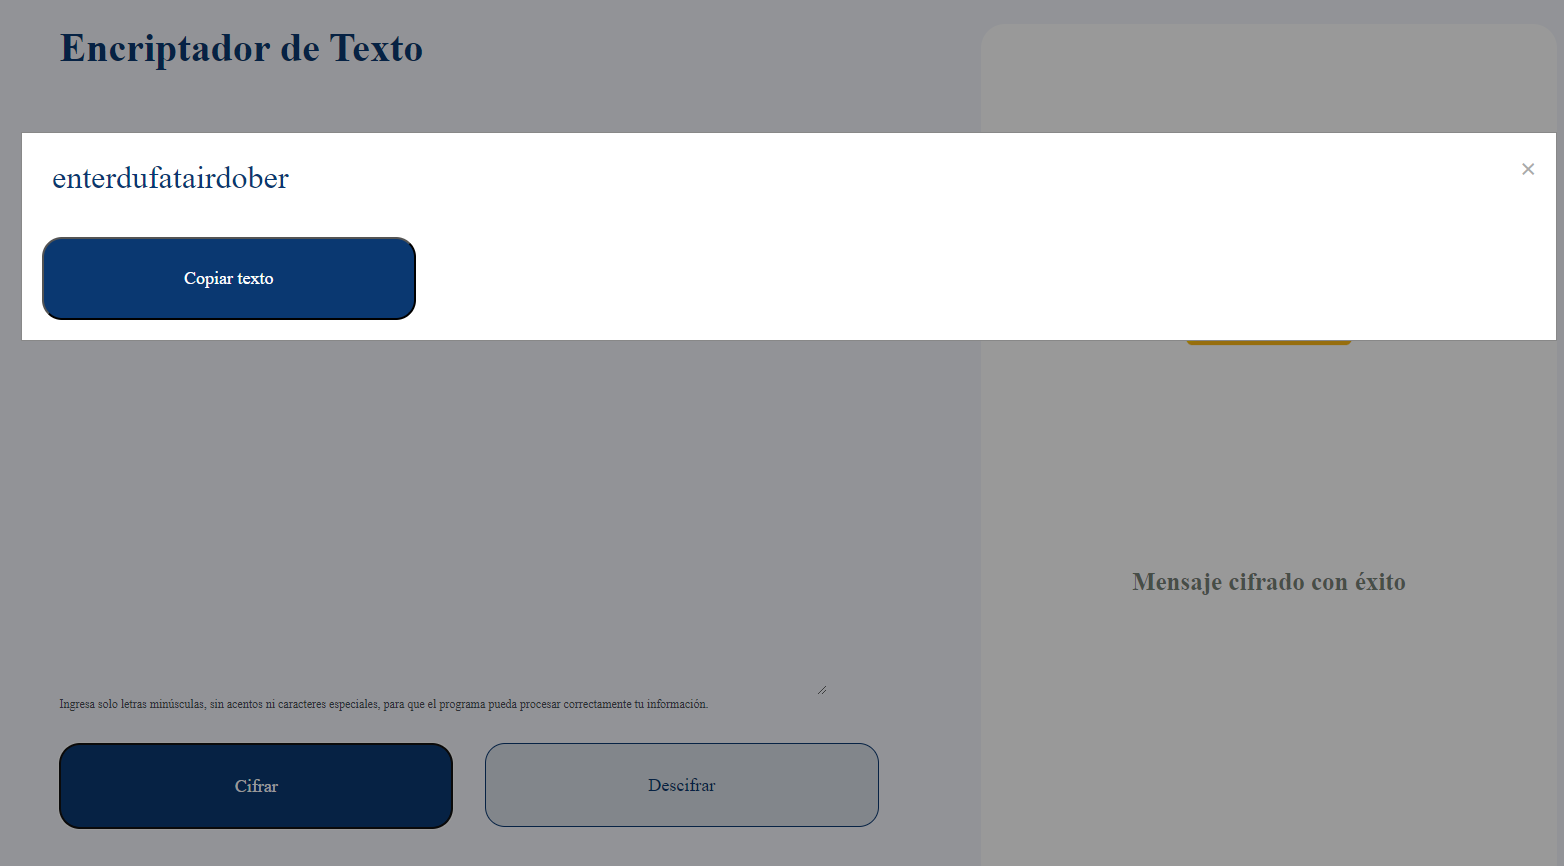 Encriptador de Texto
enterdufatairdober
×
Copiar texto
Mensaje cifrado con éxito
Ingresa solo letras minúsculas, sin acentos ni caracteres especiales, para que el programa pueda procesar correctamente tu información.
Cifrar
Descifrar